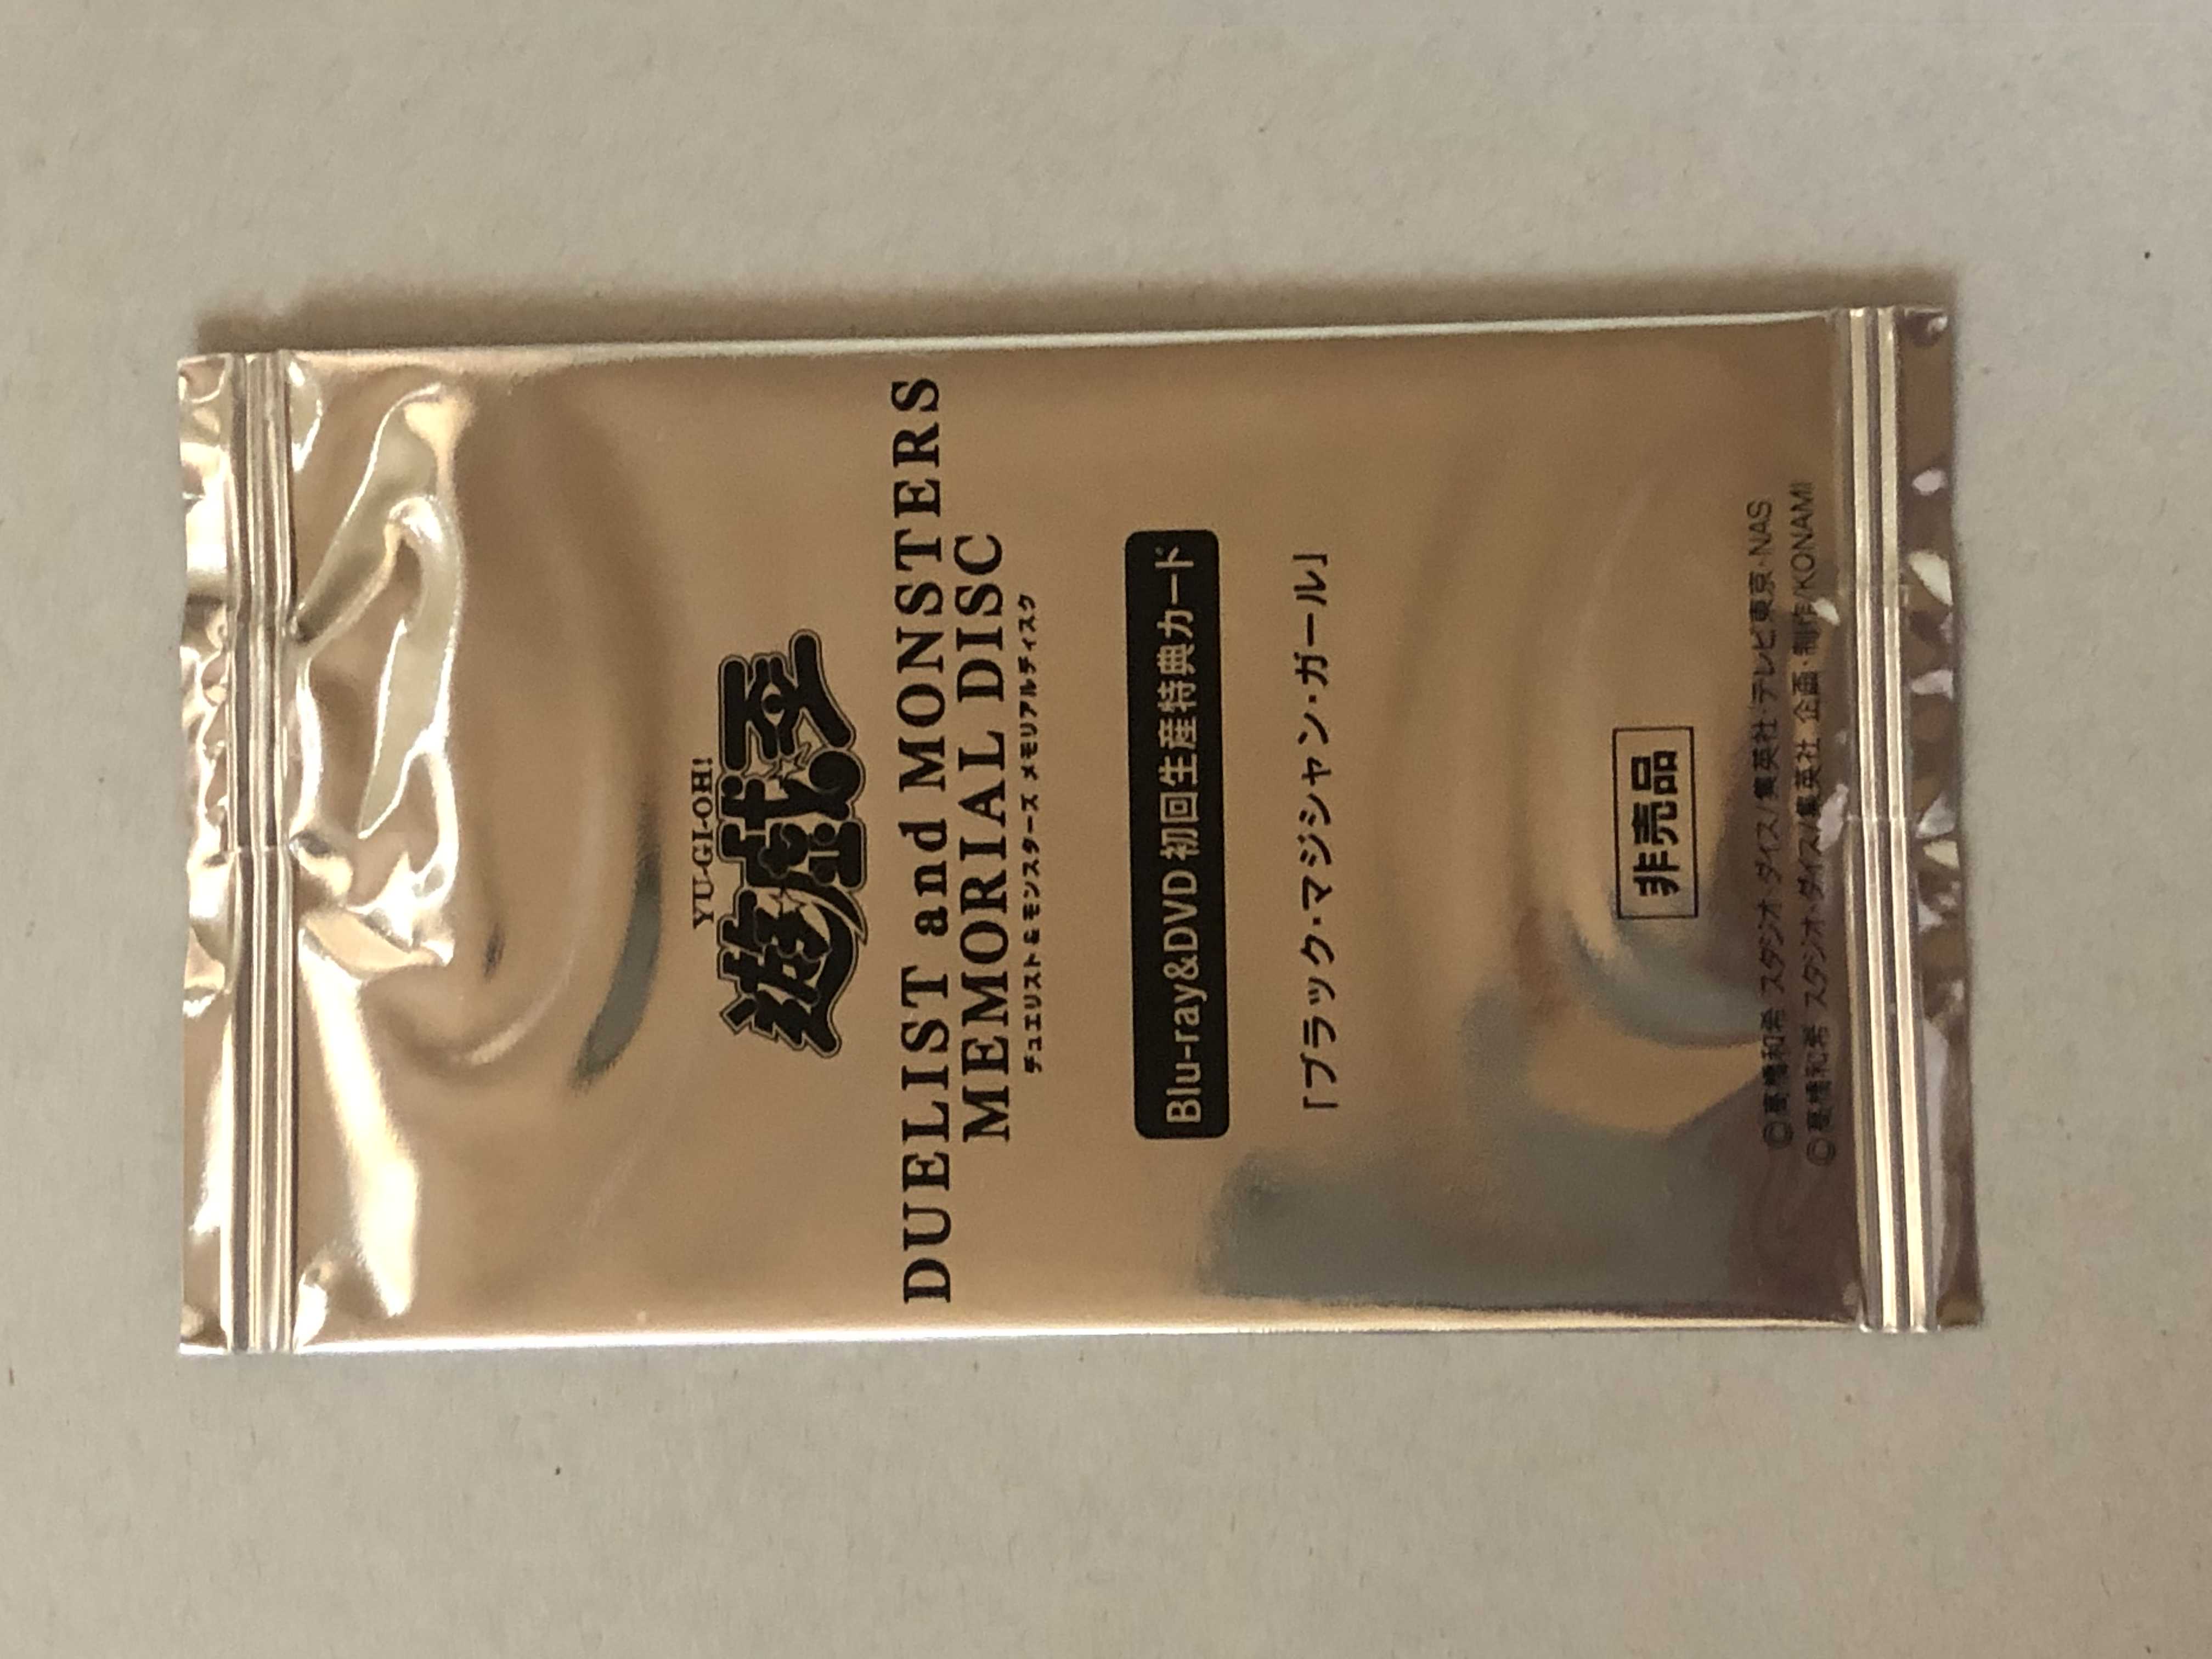 YU-GI-OH!
遊戯王
DUELIST and MONSTERS
MEMORIAL DISC
デュエリスト&モンスターズ メモリアルディスク
Blu-ray&DVD 初回生産特典カード
「ブラック・マジシャン・ガール」
非売品
©高橋和希 スタジオ・ダイス/集英社・テレビ東京・NAS
©高橋和希 スタジオ・ダイス/集英社 企画・制作/KONAMI